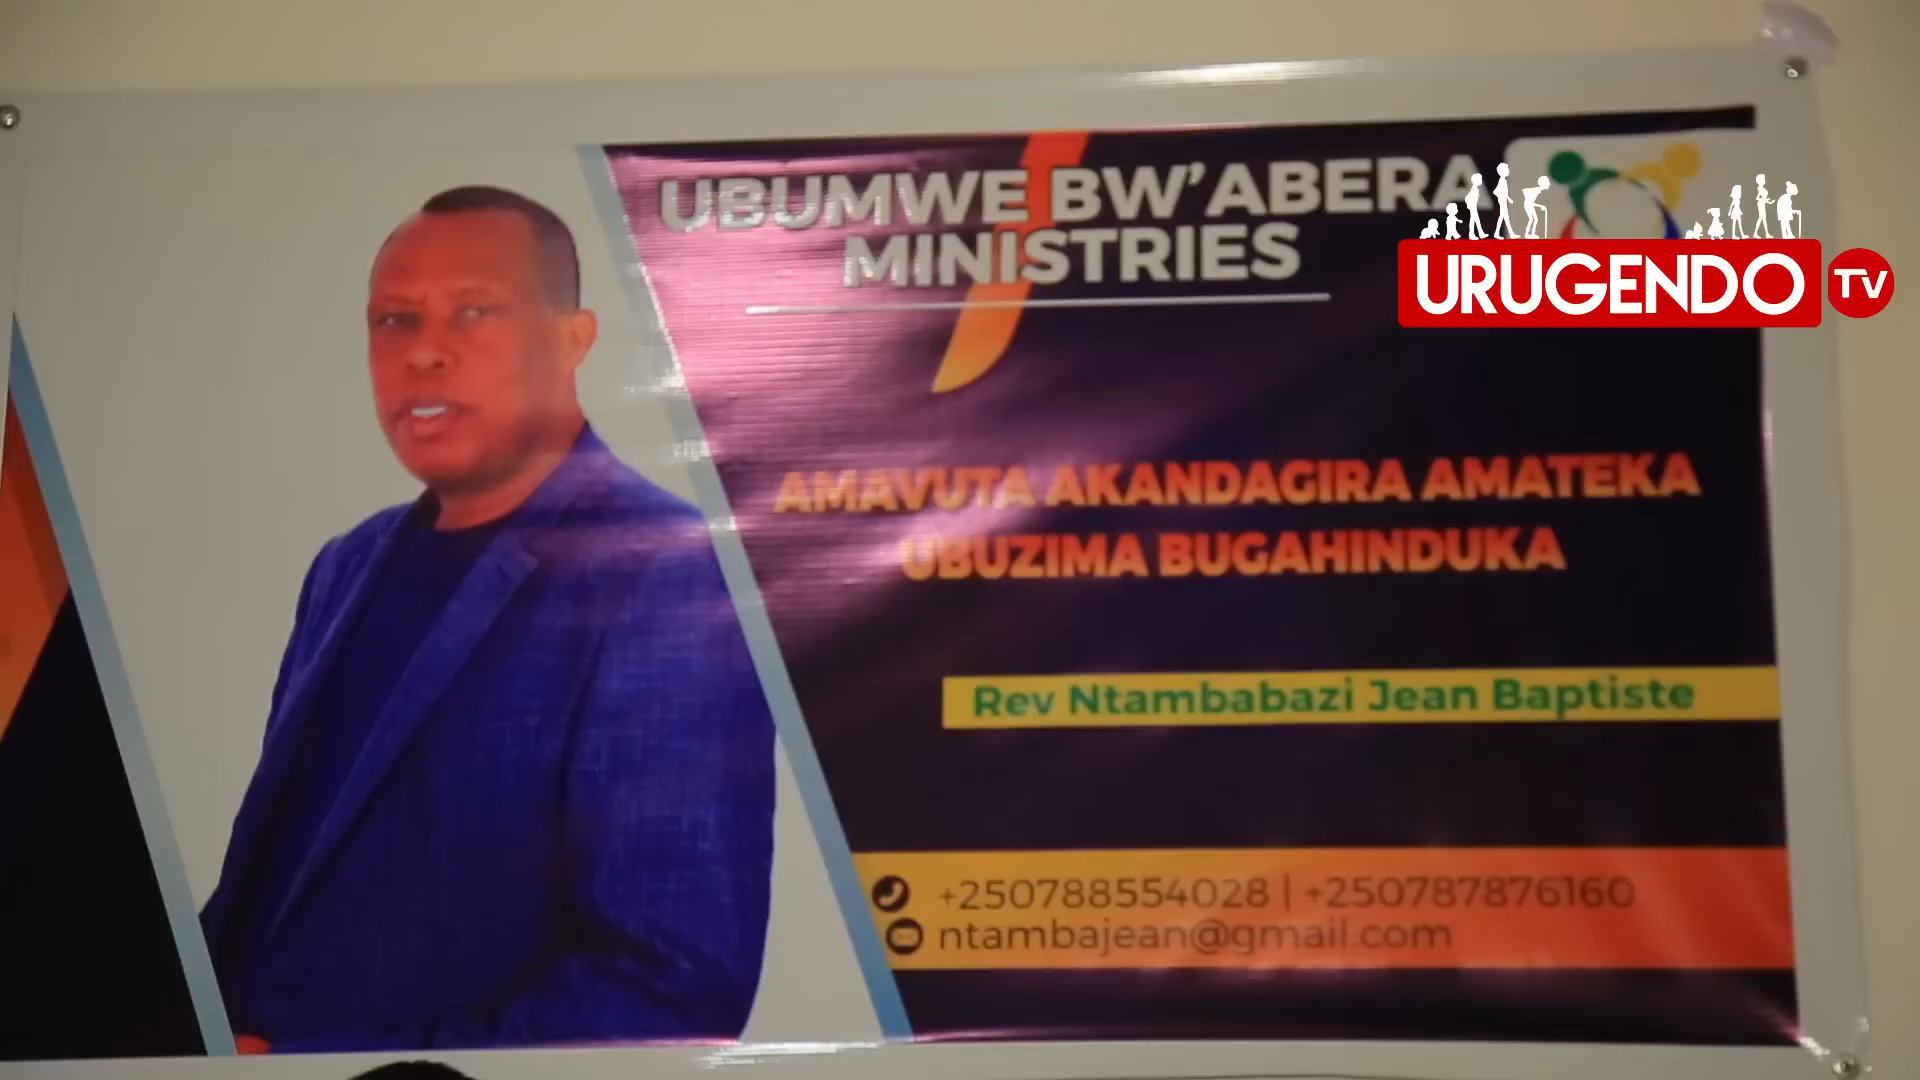 UBUMWE BW'ABERA
MINISTRIES
URUGENDO TV
AMAVUTA AKANDAGIRA AMATEKA
UBUZIMA BUGAHINDUKA
Rev Ntambabazi Jean Baptiste
+250788554028 | +250787876160
ntambajean@gmail.com